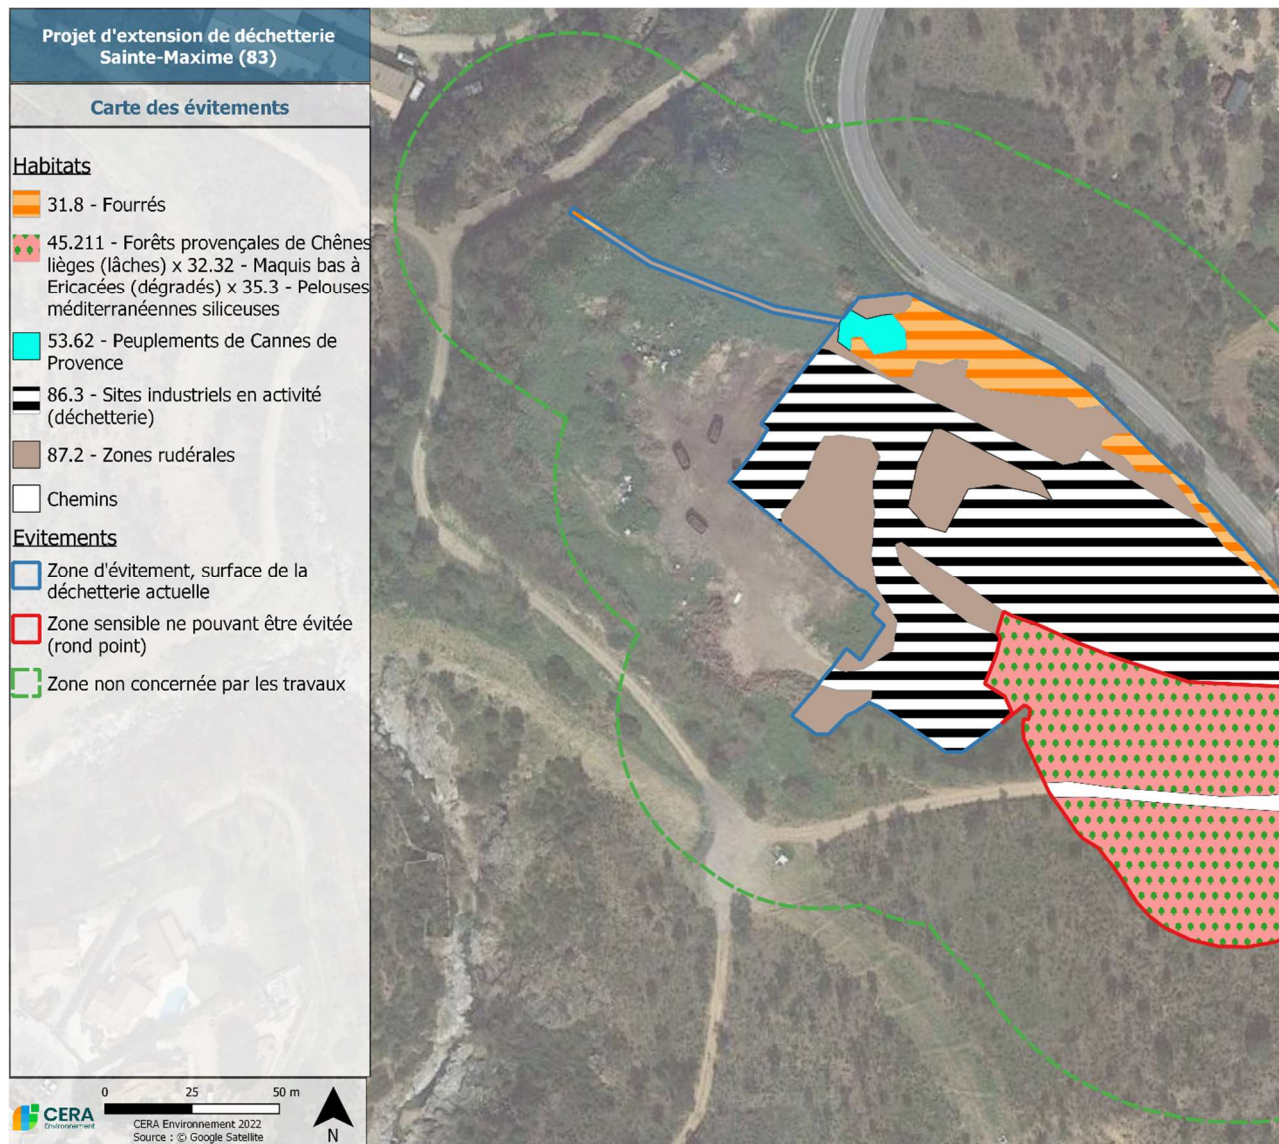 Projet d'extension de déchetterie
Sainte-Maxime (83)
Carte des évitements
Habitats
31.8 - Fourrés
45.211 - Forêts provençales de Chênes
lièges (lâches) x 32.32 - Maquis bas à
Ericacées (dégradés) x 35.3 - Pelouses
méditerranéennes siliceuses
53.62 - Peuplements de Cannes de
Provence
86.3 - Sites industriels en activité
(déchetterie)
87.2 - Zones rudérales
Chemins
Evitements
Zone d'évitement, surface de la
déchetterie actuelle
Zone sensible ne pouvant être évitée
(rond point)
Zone non concernée par les travaux
0 25 50 m
CERA
Environnement
CERA Environnement 2022
Source : © Google Satellite
N